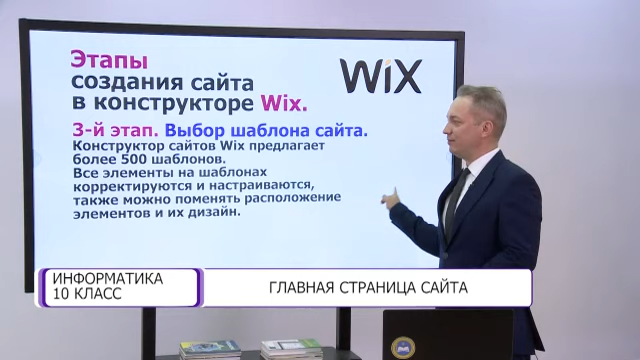 Этапы
создания сайта
в конструкторе Wix.
WiX
3-й этап. Выбор шаблона сайта.
Конструктор сайтов Wix предлагает
более 500 шаблонов.
Все элементы на шаблонах
корректируются и настраиваются,
также можно поменять расположение
элементов и их дизайн.
ИНФОРМАТИКА
10 КЛАСС
ГЛАВНАЯ СТРАНИЦА САЙТА